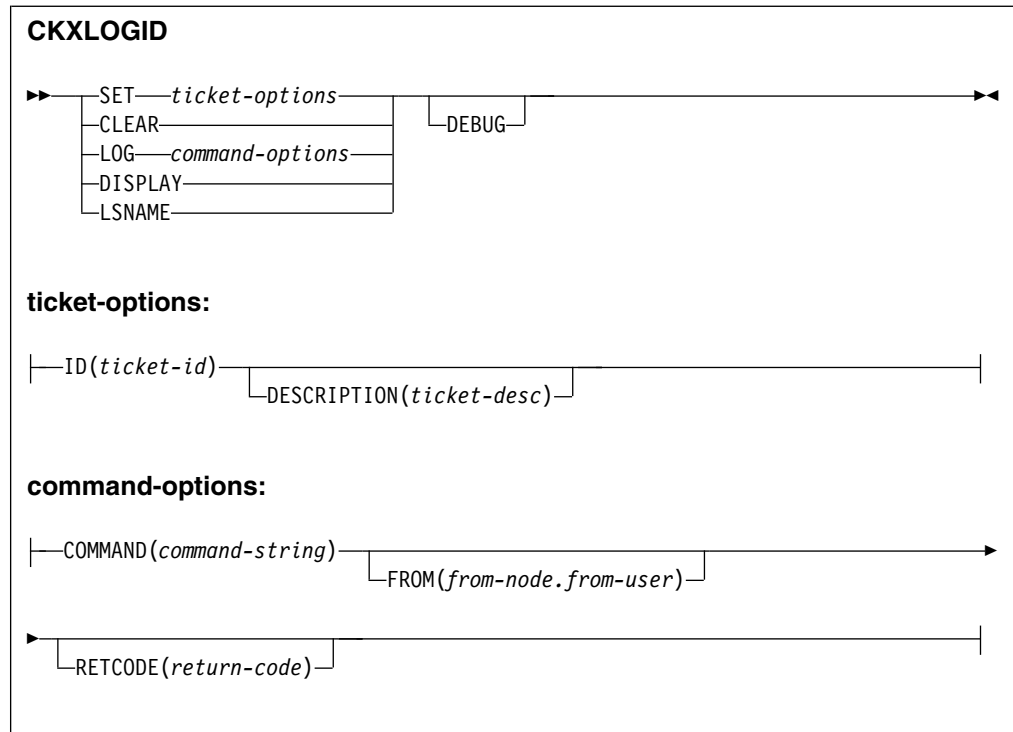 CKXLOGID
SET ticket-options
CLEAR DEBUG
LOG command-options
DISPLAY
LSNAME
ticket-options:
ID(ticket-id)
DESCRIPTION(ticket-desc)
command-options:
COMMAND(command-string)
FROM(from-node.from-user)
RETCODE(return-code)